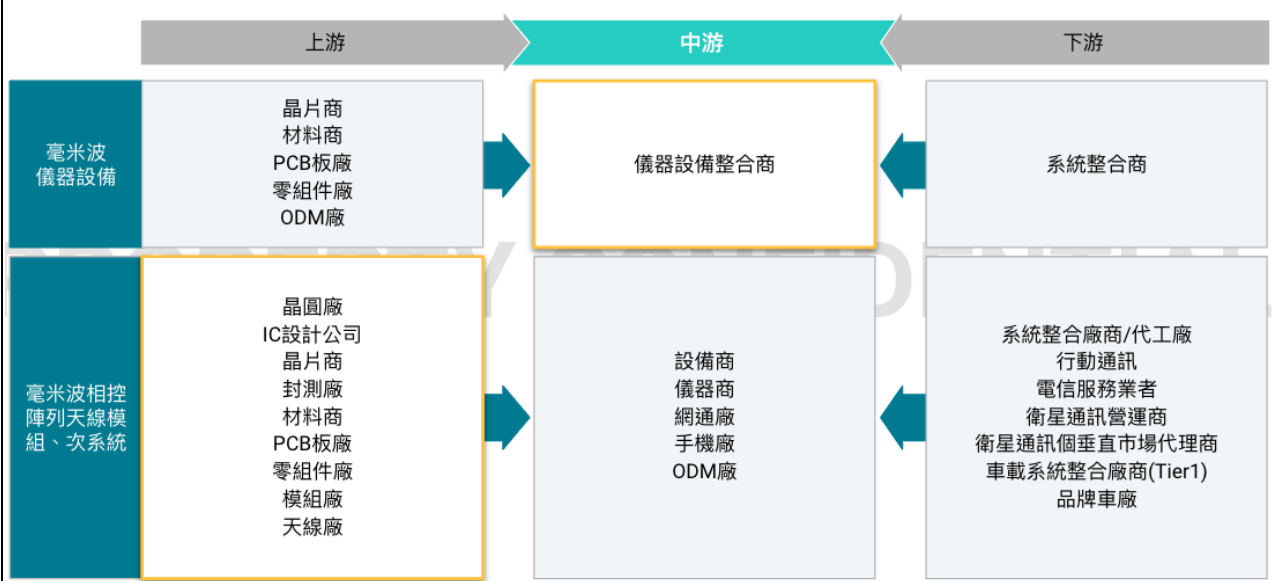 上游
中游
下游
毫米波
儀器設備
晶片商
材料商
PCB板廠
零組件廠
ODM廠
儀器設備整合商
系統整合商
毫米波相控
陣列天線模
組、次系統
晶圓廠
IC設計公司
晶片商
封測廠
材料商
PCB板廠
零組件廠
模組廠
天線廠
設備商
儀器商
網通廠
手機廠
ODM廠
系統整合廠商/代工廠
行動通訊
電信服務業者
衛星通訊營運商
衛星通訊個垂直市場代理商
車載系統整合廠商(Tier1)
品牌車廠